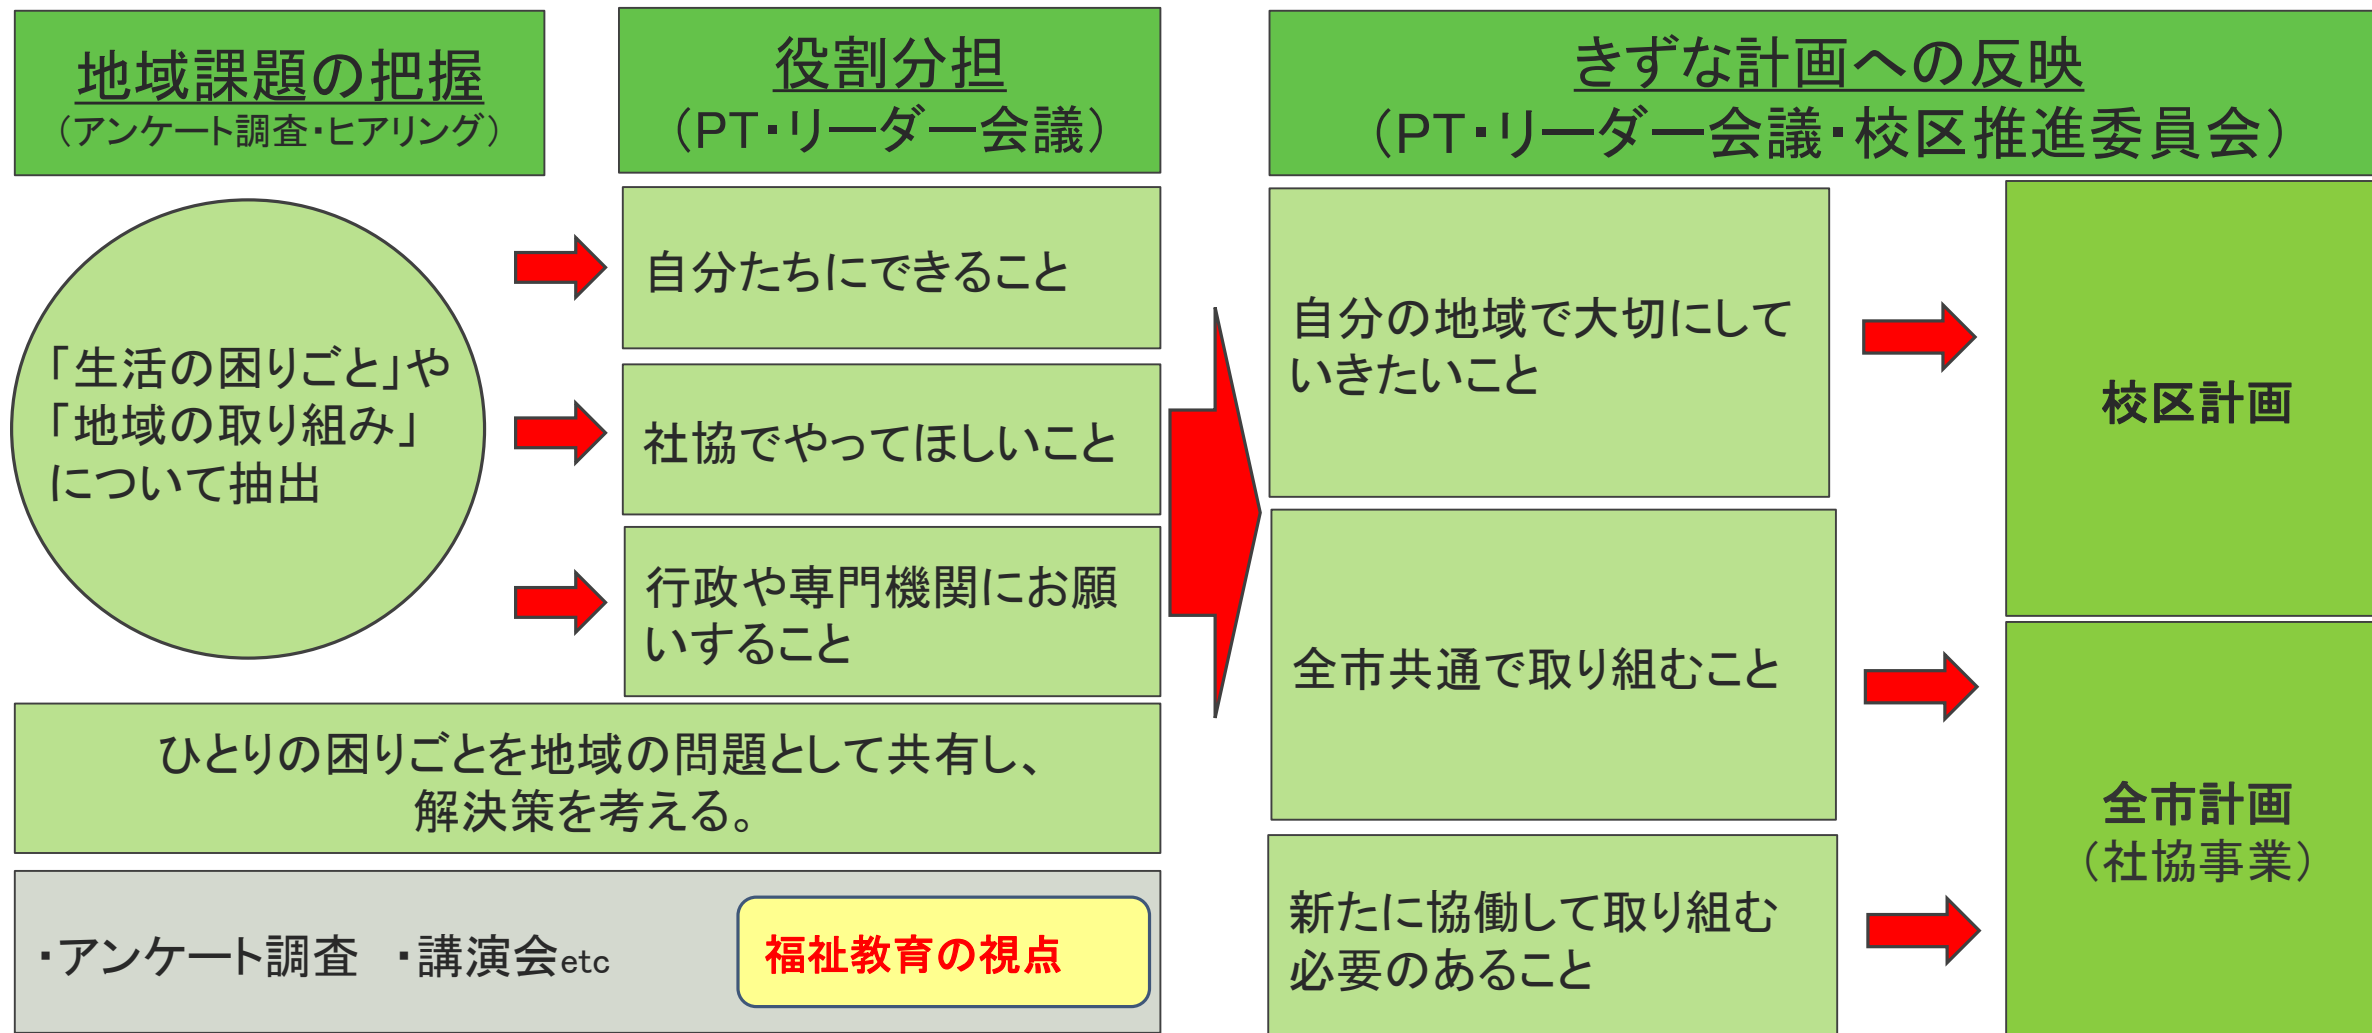 地域課題の把握
(アンケート調査・ヒアリング)
「生活の困りごと」や
「地域の取り組み」
について抽出
役割分担
(PT・リーダー会議)
自分たちにできること
社協でやってほしいこと
行政や専門機関にお願
いすること
ひとりの困りごとを地域の問題として共有し、
解決策を考える。
・アンケート調査　・講演会etc
福祉教育の視点
きずな計画への反映
(PT・リーダー会議・校区推進委員会)
自分の地域で大切にして
いきたいこと
全市共通で取り組むこと
新たに協働して取り組む
必要のあること
校区計画
全市計画
(社協事業)